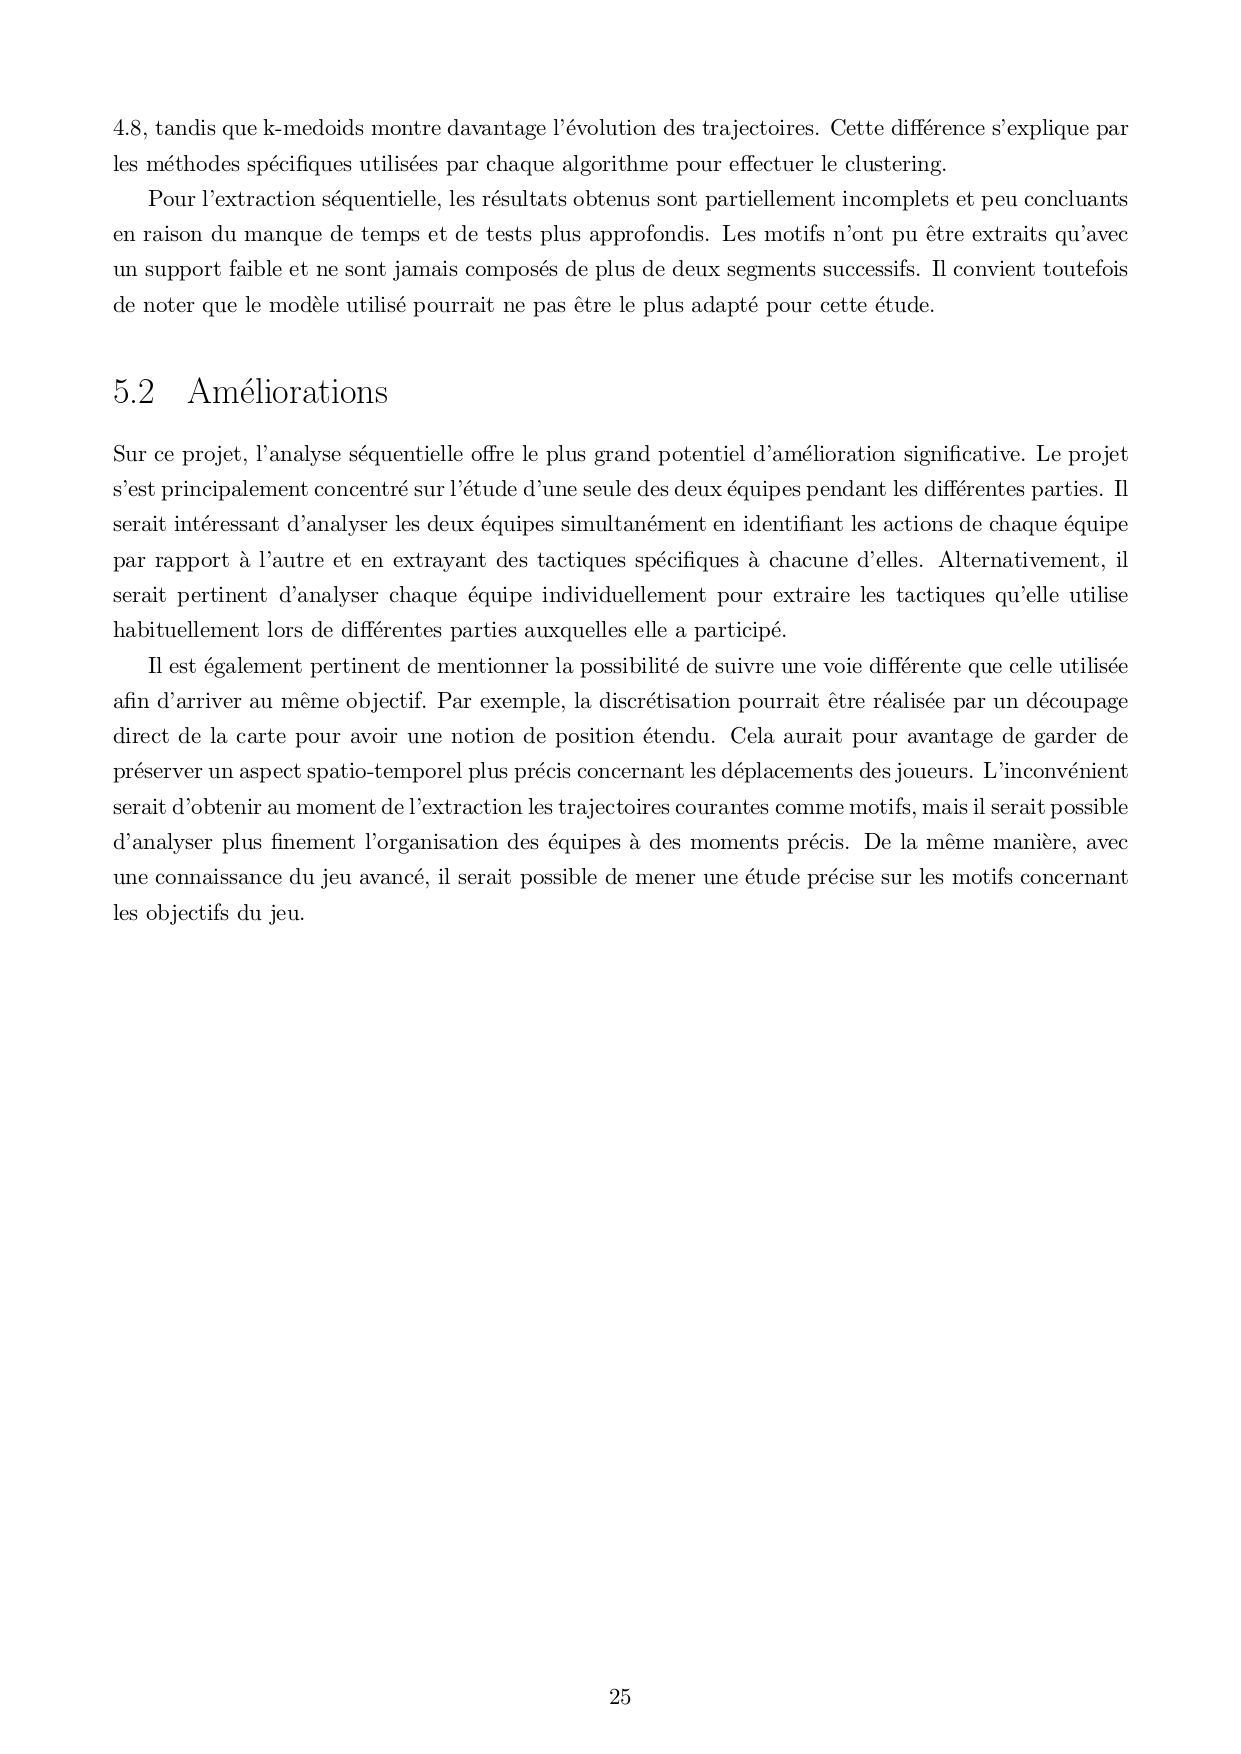 4.8, tandis que k-medoids montre davantage l'évolution des trajectoires. Cette différence s'explique par
les méthodes spécifiques utilisées par chaque algorithme pour effectuer le clustering.
Pour l'extraction séquentielle, les résultats obtenus sont partiellement incomplets et peu concluants
en raison du manque de temps et de tests plus approfondis. Les motifs n'ont pu être extraits qu'avec
un support faible et ne sont jamais composés de plus de deux segments successifs. Il convient toutefois
de noter que le modèle utilisé pourrait ne pas être le plus adapté pour cette étude.
5.2 Améliorations
Sur ce projet, l'analyse séquentielle offre le plus grand potentiel d'amélioration significative. Le projet
s'est principalement concentré sur l'étude d'une seule des deux équipes pendant les différentes parties. Il
serait intéressant d'analyser les deux équipes simultanément en identifiant les actions de chaque équipe
par rapport à l'autre et en extrayant des tactiques spécifiques à chacune d'elles. Alternativement, il
serait pertinent d'analyser chaque équipe individuellement pour extraire les tactiques qu'elle utilise
habituellement lors de différentes parties auxquelles elle a participé.
Il est également pertinent de mentionner la possibilité de suivre une voie différente que celle utilisée
afin d'arriver au même objectif. Par exemple, la discrétisation pourrait être réalisée par un découpage
direct de la carte pour avoir une notion de position étendu. Cela aurait pour avantage de garder de
préserver un aspect spatio-temporel plus précis concernant les déplacements des joueurs. L'inconvénient
serait d'obtenir au moment de l'extraction les trajectoires courantes comme motifs, mais il serait possible
d'analyser plus finement l'organisation des équipes à des moments précis. De la même manière, avec
une connaissance du jeu avancé, il serait possible de mener une étude précise sur les motifs concernant
les objectifs du jeu.
25